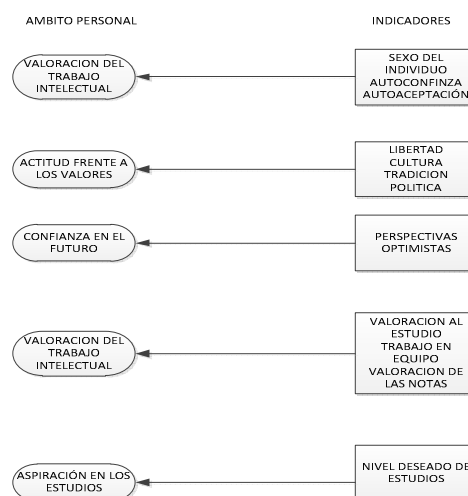 AMBITO PERSONAL
INDICADORES
VALORACION DEL
TRABAJO
INTELECTUAL
SEXO DEL
INDIVIDUO
AUTOCONFINZA
AUTOACEPTACIÓN
ACTITUD FRENTE A
LOS VALORES
LIBERTAD
CULTURA
TRADICION
POLITICA
CONFIANZA EN EL
FUTURO
PERSPECTIVAS
OPTIMISTAS
VALORACION DEL
TRABAJO
INTELECTUAL
VALORACION AL
ESTUDIO
TRABAJO EN
EQUIPO
VALORACION DE
LAS NOTAS
ASPIRACIÓN EN LOS
ESTUDIOS
NIVEL DESEADO DE
ESTUDIOS